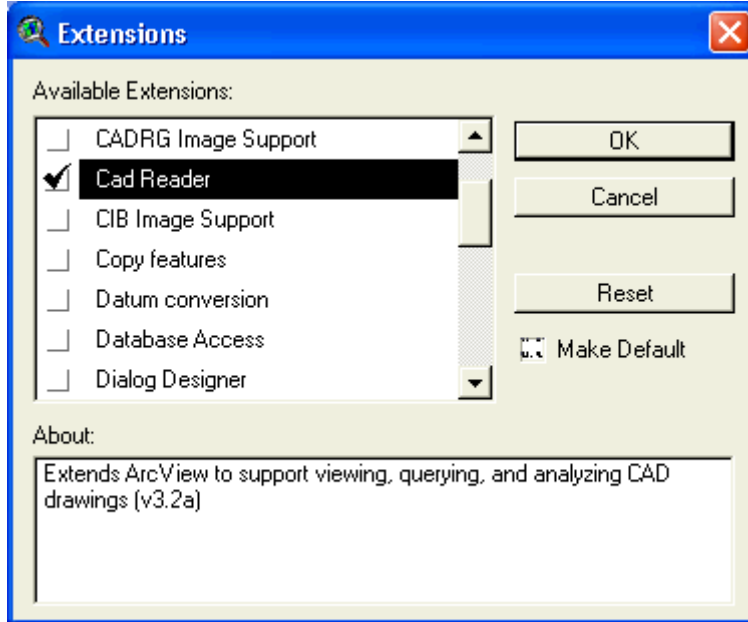 Extensions
Available Extensions:
CADRG Image Support
Cad Reader
CIB Image Support
Copy features
Datum conversion
Database Access
Dialog Designer
OK
Cancel
Reset
Make Default
About:
Extends ArcView to support viewing, querying, and analyzing CAD
drawings (v3.2a)